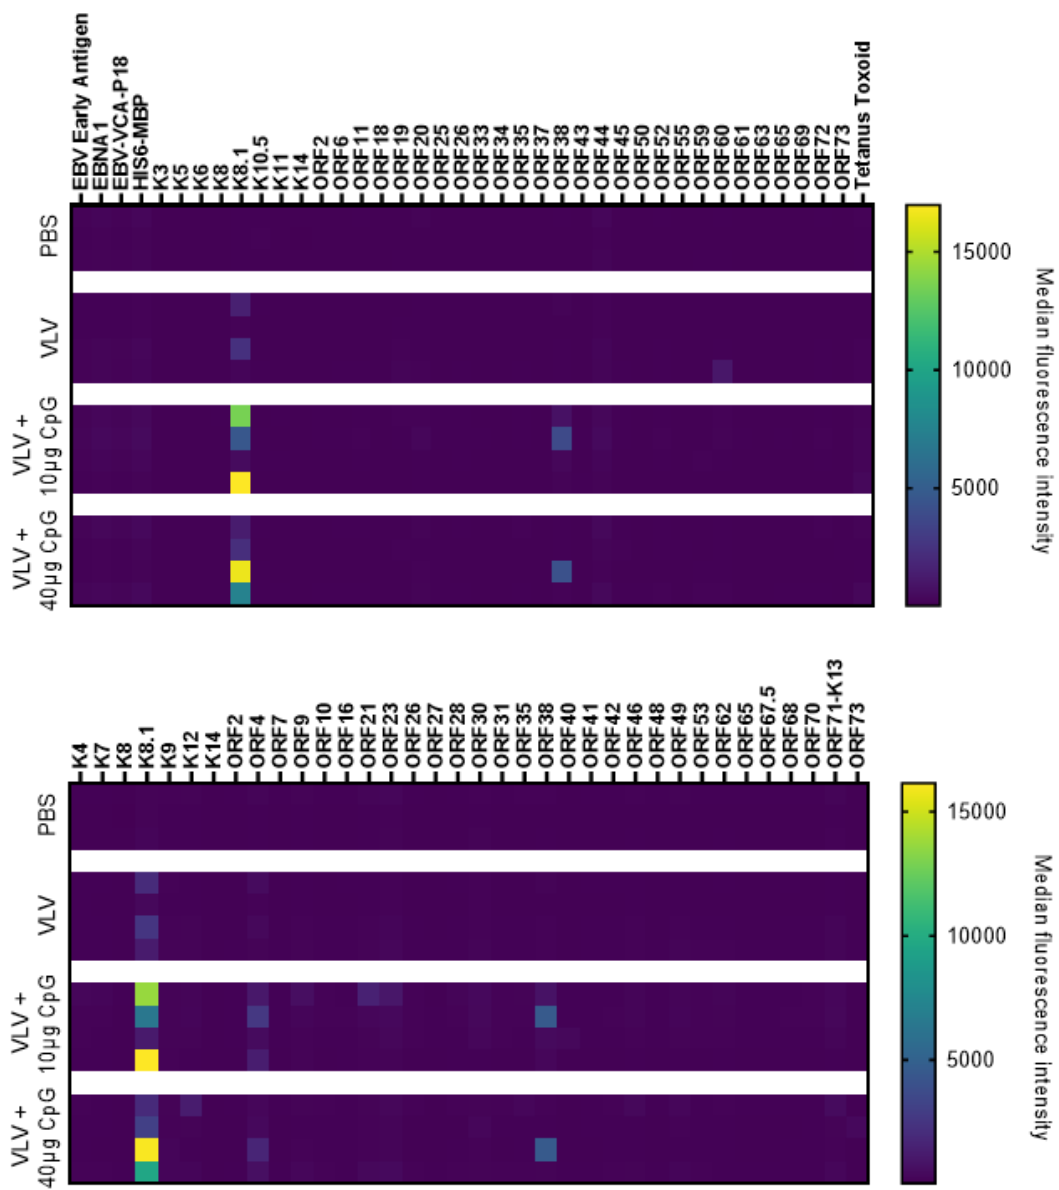 EBV Early Antigen
EBNA1
EBV-VCA-P18
HIS6-MBP
K3
K5
K6
K8
K8.1
K10.5
K11
K14
ORF2
ORF6
ORF11
ORF18
ORF19
ORF20
ORF25
ORF26
ORF33
ORF34
ORF35
ORF37
ORF38
ORF43
ORF44
ORF45
ORF50
ORF52
ORF55
ORF59
ORF60
ORF61
ORF63
ORF65
ORF69
ORF72
ORF73
Tetanus Toxoid
PBS
VLV
VLV +
10µg CpG
VLV +
40µg CpG
15000
10000
5000
Median fluorescence intensity
K4
K7
K8
K8.1
K9
K12
K14
ORF2
ORF4
ORF7
ORF9
ORF10
ORF16
ORF21
ORF23
ORF26
ORF27
ORF28
ORF30
ORF31
ORF35
ORF38
ORF40
ORF41
ORF42
ORF46
ORF48
ORF49
ORF53
ORF62
ORF65
ORF67.5
ORF68
ORF70
ORF71-K13
ORF73
PBS
VLV
VLV +
10µg CpG
VLV +
40µg CpG
15000
10000
5000
Median fluorescence intensity